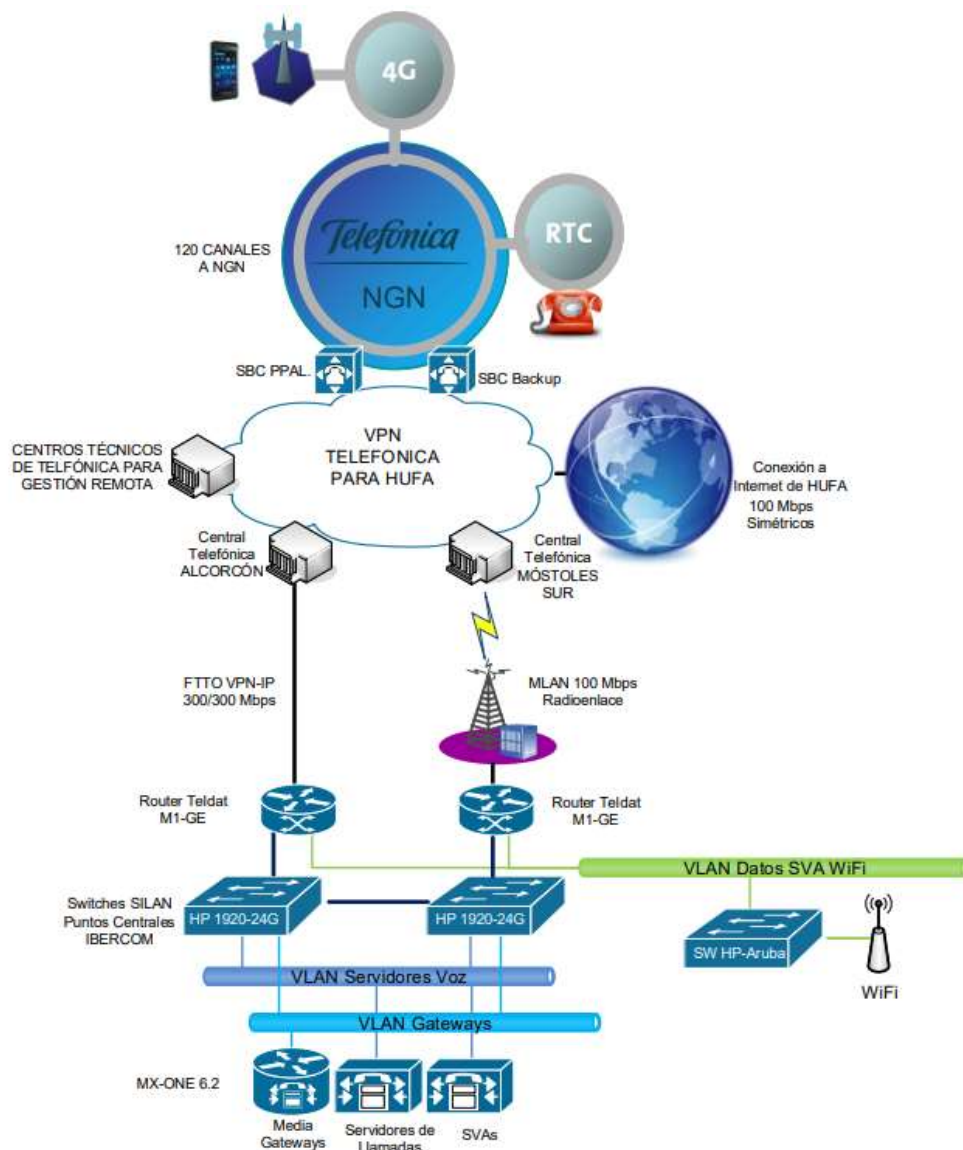 4G
Telefónica
NGN
RTC
120 CANALES
A NGN
SBC PPAL.
SBC Backup
VPN
TELEFONICA
PARA HUFA
CENTROS TÉCNICOS
DE TELFÓNICA PARA
GESTIÓN REMOTA
Conexión a
Internet de HUFA
100 Mbps
Simétricos
Central
Telefónica
ALCORCÓN
Central
Telefónica
MÓSTOLES
SUR
FTTO VPN-IP
300/300 Mbps
MLAN 100 Mbps
Radioenlace
Router Teldat
M1-GE
Router Teldat
M1-GE
VLAN Datos SVA WiFi
Switches SILAN
Puntos Centrales
IBERCOM
HP 1920-24G
HP 1920-24G
SW HP-Aruba
WiFi
VLAN Servidores Voz
VLAN Gateways
MX-ONE 6.2
Media
Gateways
Servidores de
Llamadas
SVAs